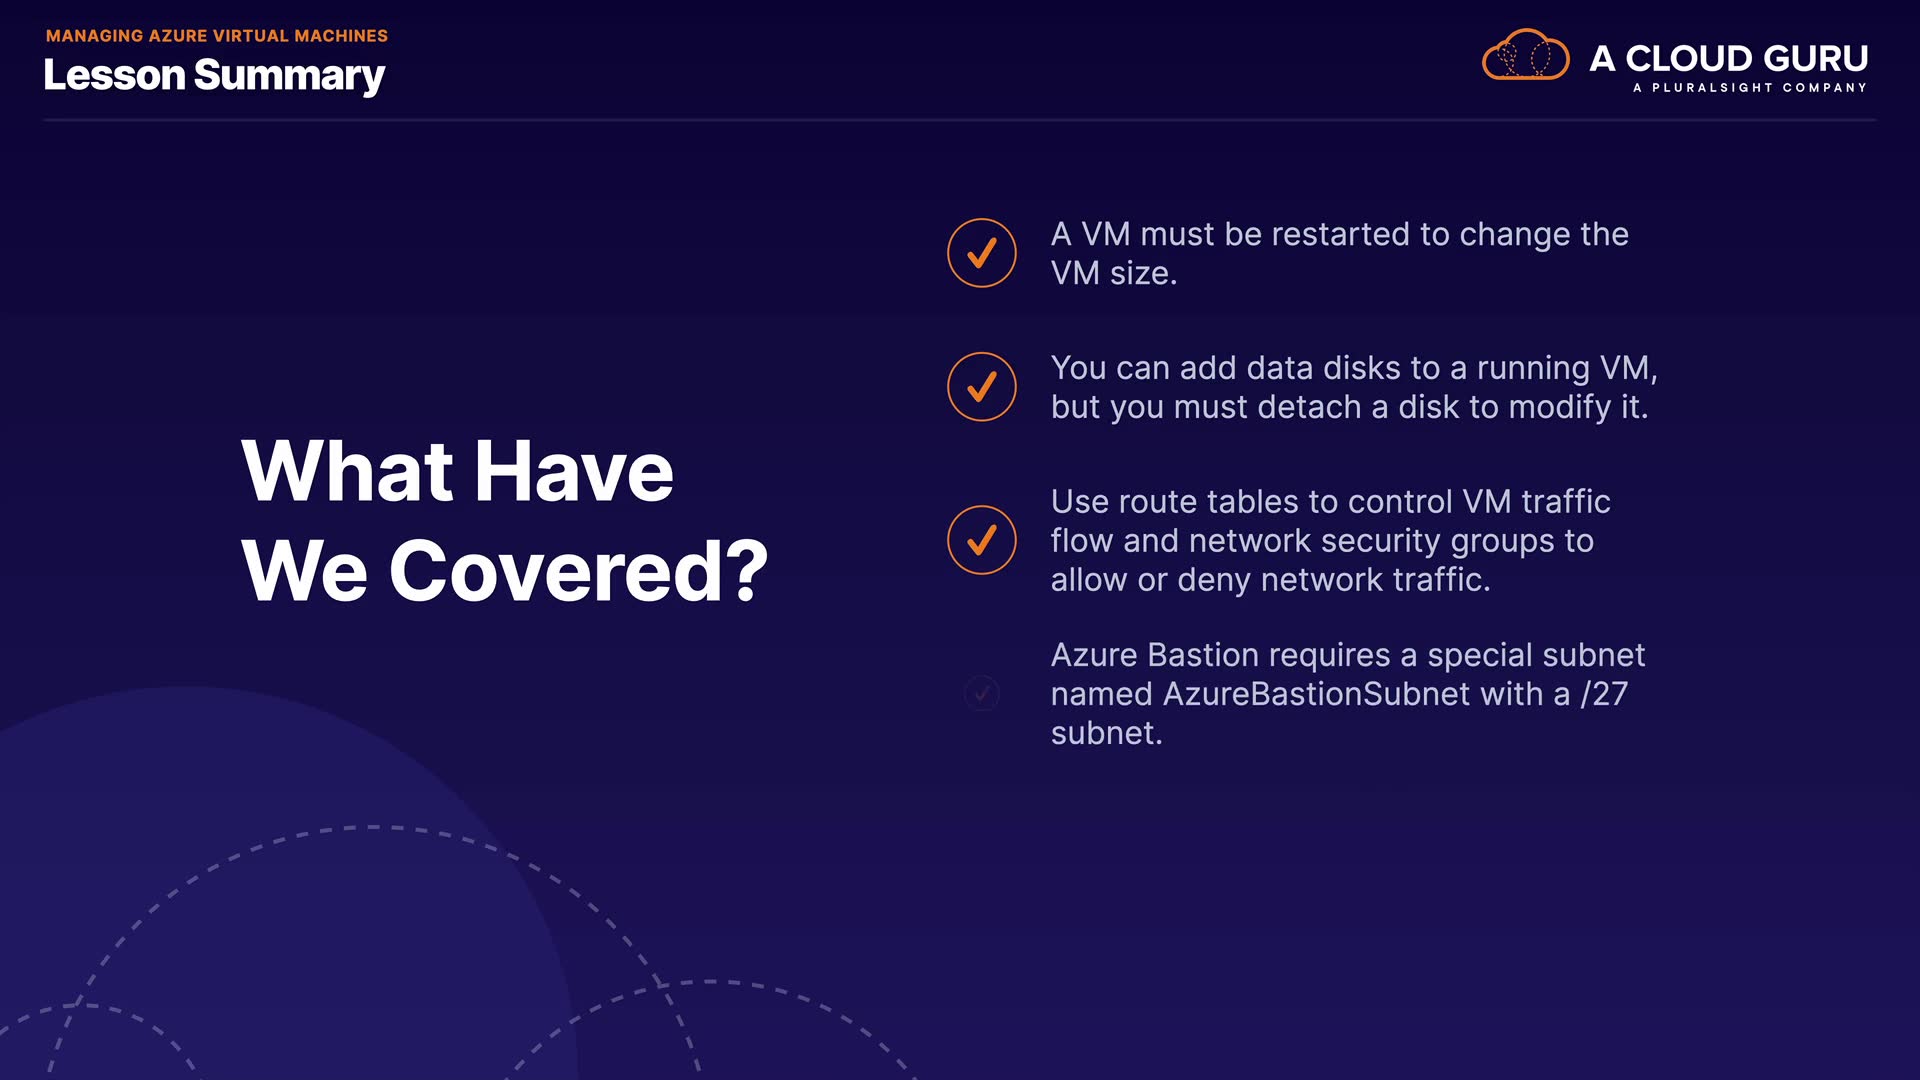 MANAGING AZURE VIRTUAL MACHINES
Lesson Summary
A CLOUD GURU
A PLURALSIGHT COMPANY
What Have
We Covered?
A VM must be restarted to change the
VM size.
You can add data disks to a running VM,
but you must detach a disk to modify it.
Use route tables to control VM traffic
flow and network security groups to
allow or deny network traffic.
Azure Bastion requires a special subnet
named AzureBastionSubnet with a /27
subnet.